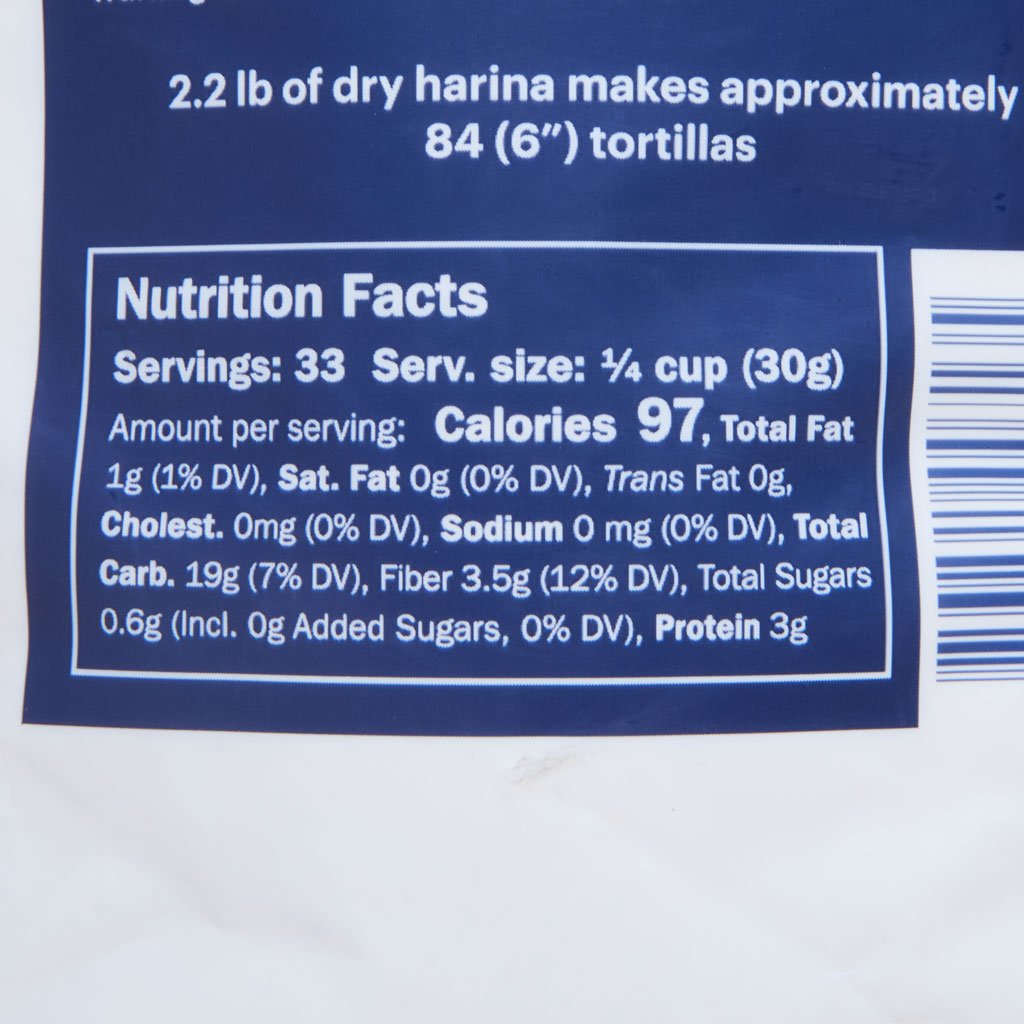 2.2 lb of dry harina makes approximately
84 (6″) tortillas
Nutrition Facts
Servings: 33 Serv. size: ¼ cup (30g)
Amount per serving: Calories 97, Total Fat
1g (1% DV), Sat. Fat 0g (0% DV), Trans Fat 0g,
Cholest. 0mg (0% DV), Sodium 0 mg (0% DV), Total
Carb. 19g (7% DV), Fiber 3.5g (12% DV), Total Sugars
0.6g (Incl. 0g Added Sugars, 0% DV), Protein 3g